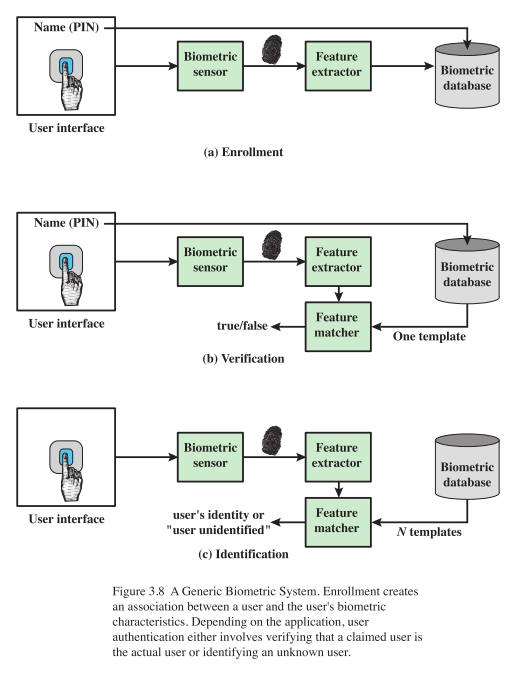 Name (PIN)
Biometric
sensor
Feature
extractor
Biometric
database
User interface
(a) Enrollment
Name (PIN)
Biometric
sensor
Feature
extractor
Biometric
database
Feature
matcher
true/false
One template
User interface
(b) Verification
Biometric
sensor
Feature
extractor
Biometric
database
Feature
matcher
user's identity or
"user unidentified"
N templates
User interface
(c) Identification
Figure 3.8 A Generic Biometric System. Enrollment creates
an association between a user and the user's biometric
characteristics. Depending on the application, user
authentication either involves verifying that a claimed user is
the actual user or identifying an unknown user.